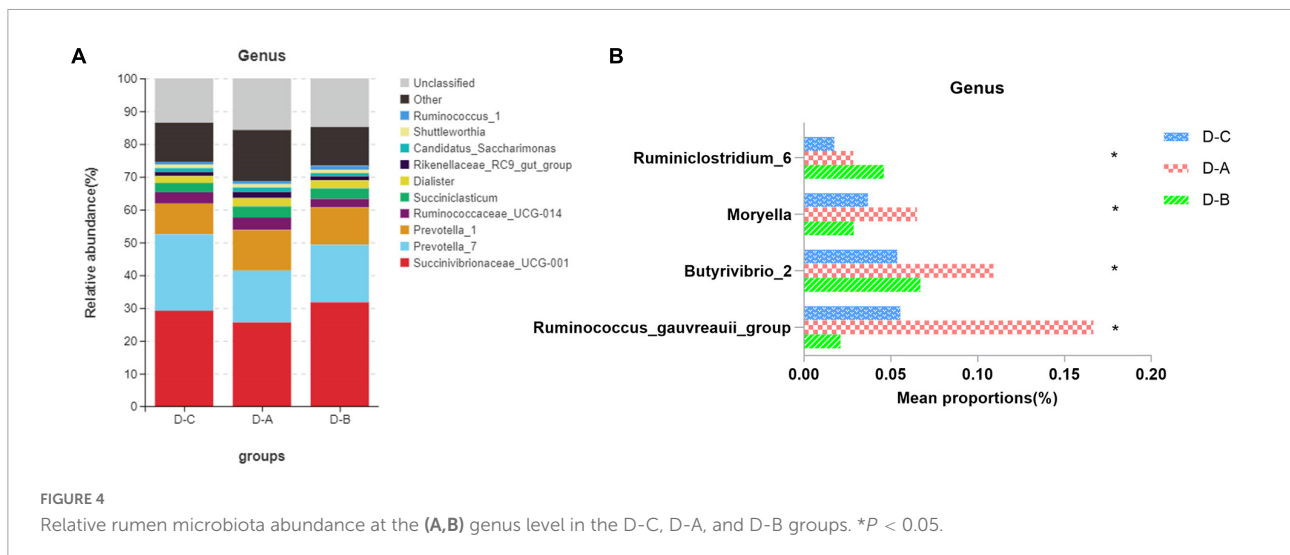 A
Genus
Relative abundance(%)
100
90
80
70
60
50
40
30
20
10
0
D-C
D-A
D-B
groups
Unclassified
Other
Ruminococcus_1
Shuttleworthia
Candidatus_Saccharimonas
Rikenellaceae_RC9_gut_group
Dialister
Succiniclasticum
Ruminococcaceae_UCG-014
Prevotella_1
Prevotella_7
Succinivibrionaceae_UCG-001
B
Genus
Ruminiclostridium_6
*
Moryella
*
Butyrivibrio_2
*
Ruminococcus_gauvreauii_group
*
0.00 0.05 0.10 0.15 0.20
Mean proportions(%)
D-C
D-A
D-B
FIGURE 4
Relative rumen microbiota abundance at the (A,B) genus level in the D-C, D-A, and D-B groups. *P < 0.05.